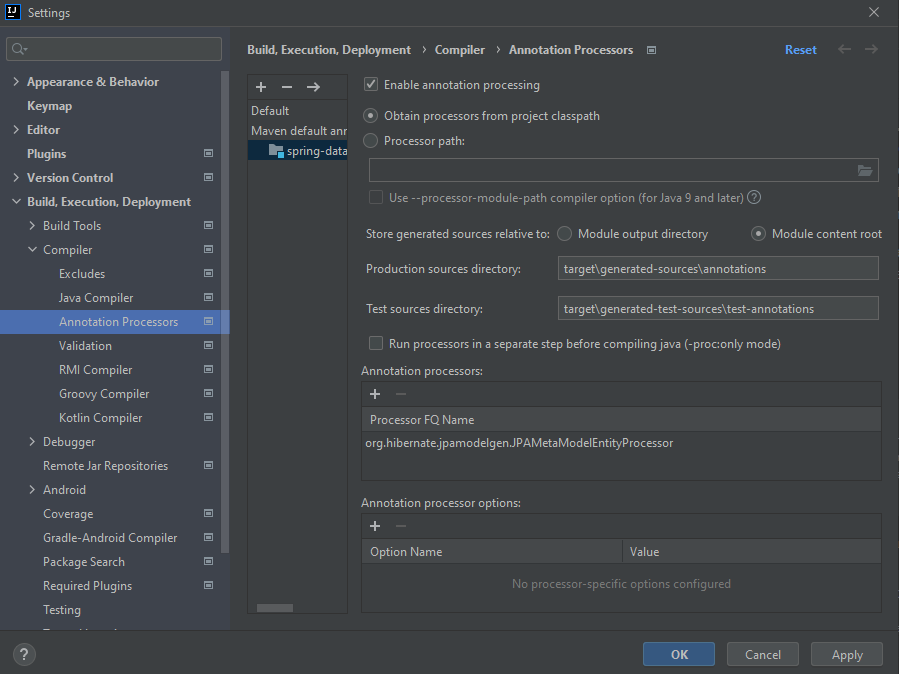 Settings
Build, Execution, Deployment › Compiler › Annotation Processors
Reset
Appearance & Behavior
Keymap
Editor
Plugins
Version Control
Build, Execution, Deployment
Build Tools
Compiler
Excludes
Java Compiler
Annotation Processors
Validation
RMI Compiler
Groovy Compiler
Kotlin Compiler
Debugger
Remote Jar Repositories
Android
Coverage
Gradle-Android Compiler
Package Search
Required Plugins
Testing
Default
Maven default anr
spring-data
Enable annotation processing
Obtain processors from project classpath
Processor path:
Use --processor-module-path compiler option (for Java 9 and later) ?
Store generated sources relative to: Module output directory Module content root
Production sources directory: target\generated-sources\annotations
Test sources directory: target\generated-test-sources\test-annotations
Run processors in a separate step before compiling java (-proc:only mode)
Annotation processors:
Processor FQ Name
org.hibernate.jpamodelgen.JPAMetaModelEntityProcessor
Annotation processor options:
Option Name Value
No processor-specific options configured
? OK Cancel Apply